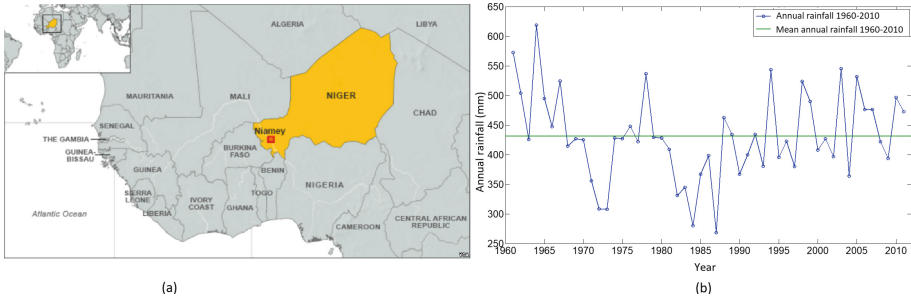 ALGERIA
LIBYA
MAURITANIA
MALI
NIGER
CHAD
SENEGAL
THE GAMBIA
GUINEA-
BISSAU
Niamey
BURKINA
FASO
BENIN
GUINEA
NIGERIA
SIERRA
LEONE
IVORY
COAST
TOGO
GHANA
LIBERIA
Atlantic Ocean
CAMEROON
CENTRAL AFRICAN
REPUBLIC
(a)
Annual rainfall 1960-2010
Mean annual rainfall 1960-2010
Annual rainfall (mm)
650
600
550
500
450
400
350
300
250
1960
1965
1970
1975
1980
1985
1990
1995
2000
2005
2010
Year
(b)